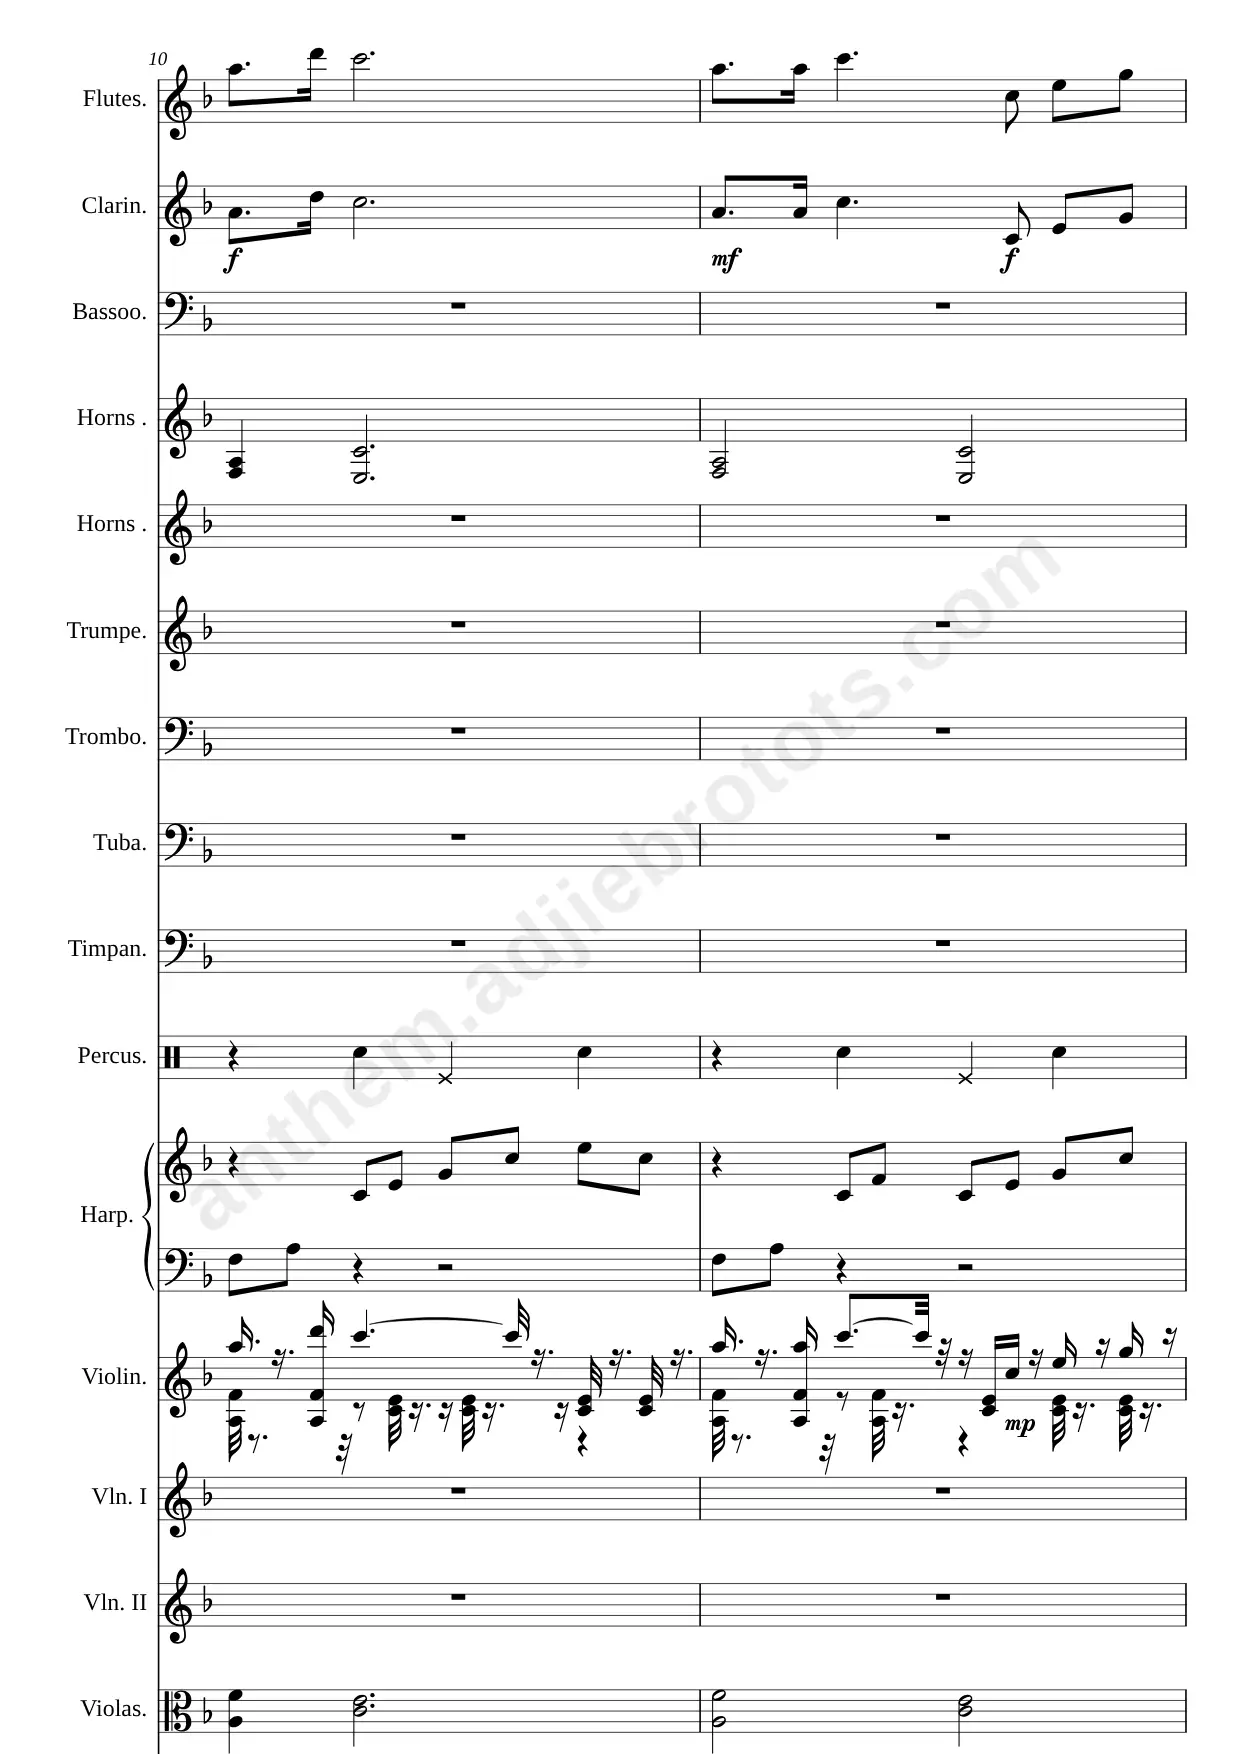 10
Flutes.
Clarin.
f
mf
f
Bassoo.
Horns .
Horns .
Trumpe.
Trombo.
Tuba.
Timpan.
Percus.
Harp.
Violin.
mp
Vln. I
Vln. II
Violas.
anthem.adjiebrotots.com